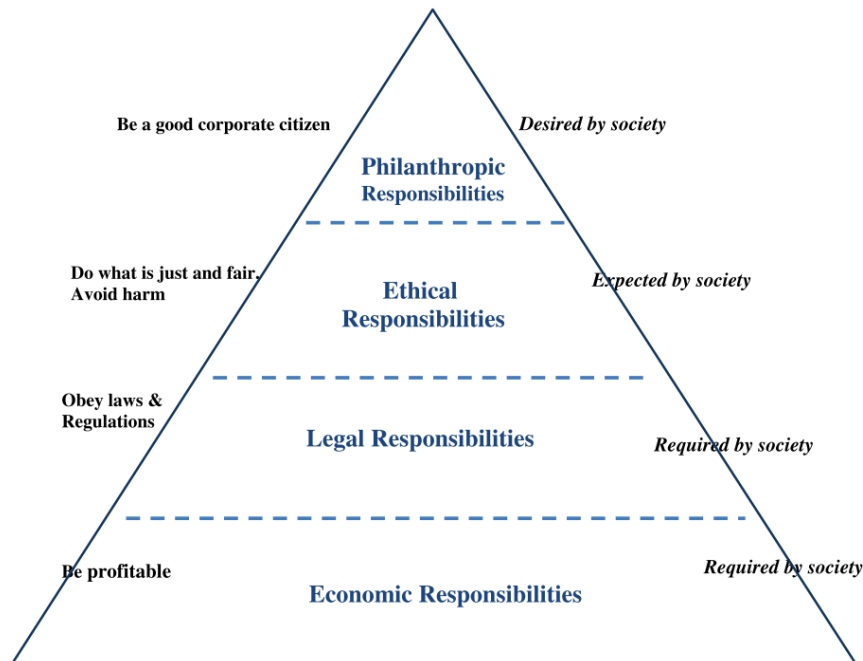 Be a good corporate citizen
Desired by society
Philanthropic
Responsibilities
Do what is just and fair,
Avoid harm
Expected by society
Ethical
Responsibilities
Obey laws &
Regulations
Legal Responsibilities
Required by society
Be profitable
Required by society
Economic Responsibilities